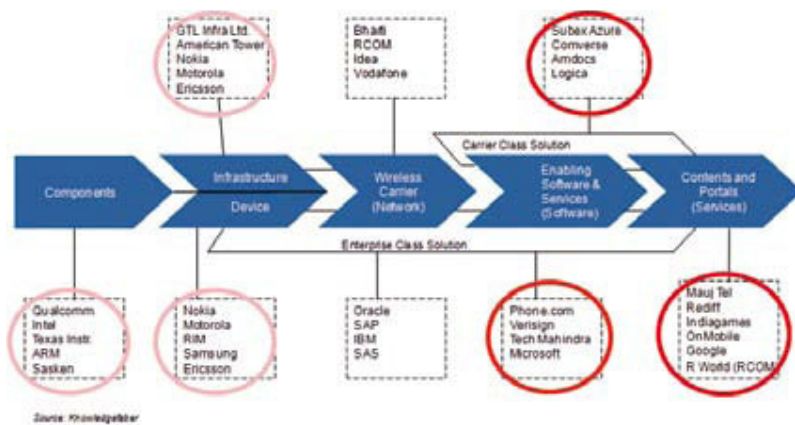 GTL Infra Ltd.
American Tower
Nokia
Motorola
Ericsson
Bhaiti
RCOM
Idea
Vodafone
Subex Azure
Comverse
Amdocs
Logica
Carrier Class Solution
Components
Infrastructure
Device
Wireless
Carrier
(Network)
Enabling
Software &
Services
(Software)
Contents and
Portals
(Services)
Enterprise Class Solution
Qualcomm
Intel
Texas Instr.
ARM
Sasken
Nokia
Motorola
RIM
Samsung
Ericsson
Oracle
SAP
IBM
SAS
Phone.com
Verisign
Tech Mahindra
Microsoft
Mauj Tel
Rediff
Indiagames
OnMobile
Google
R World (RCOM
Source: Knowledgefaber